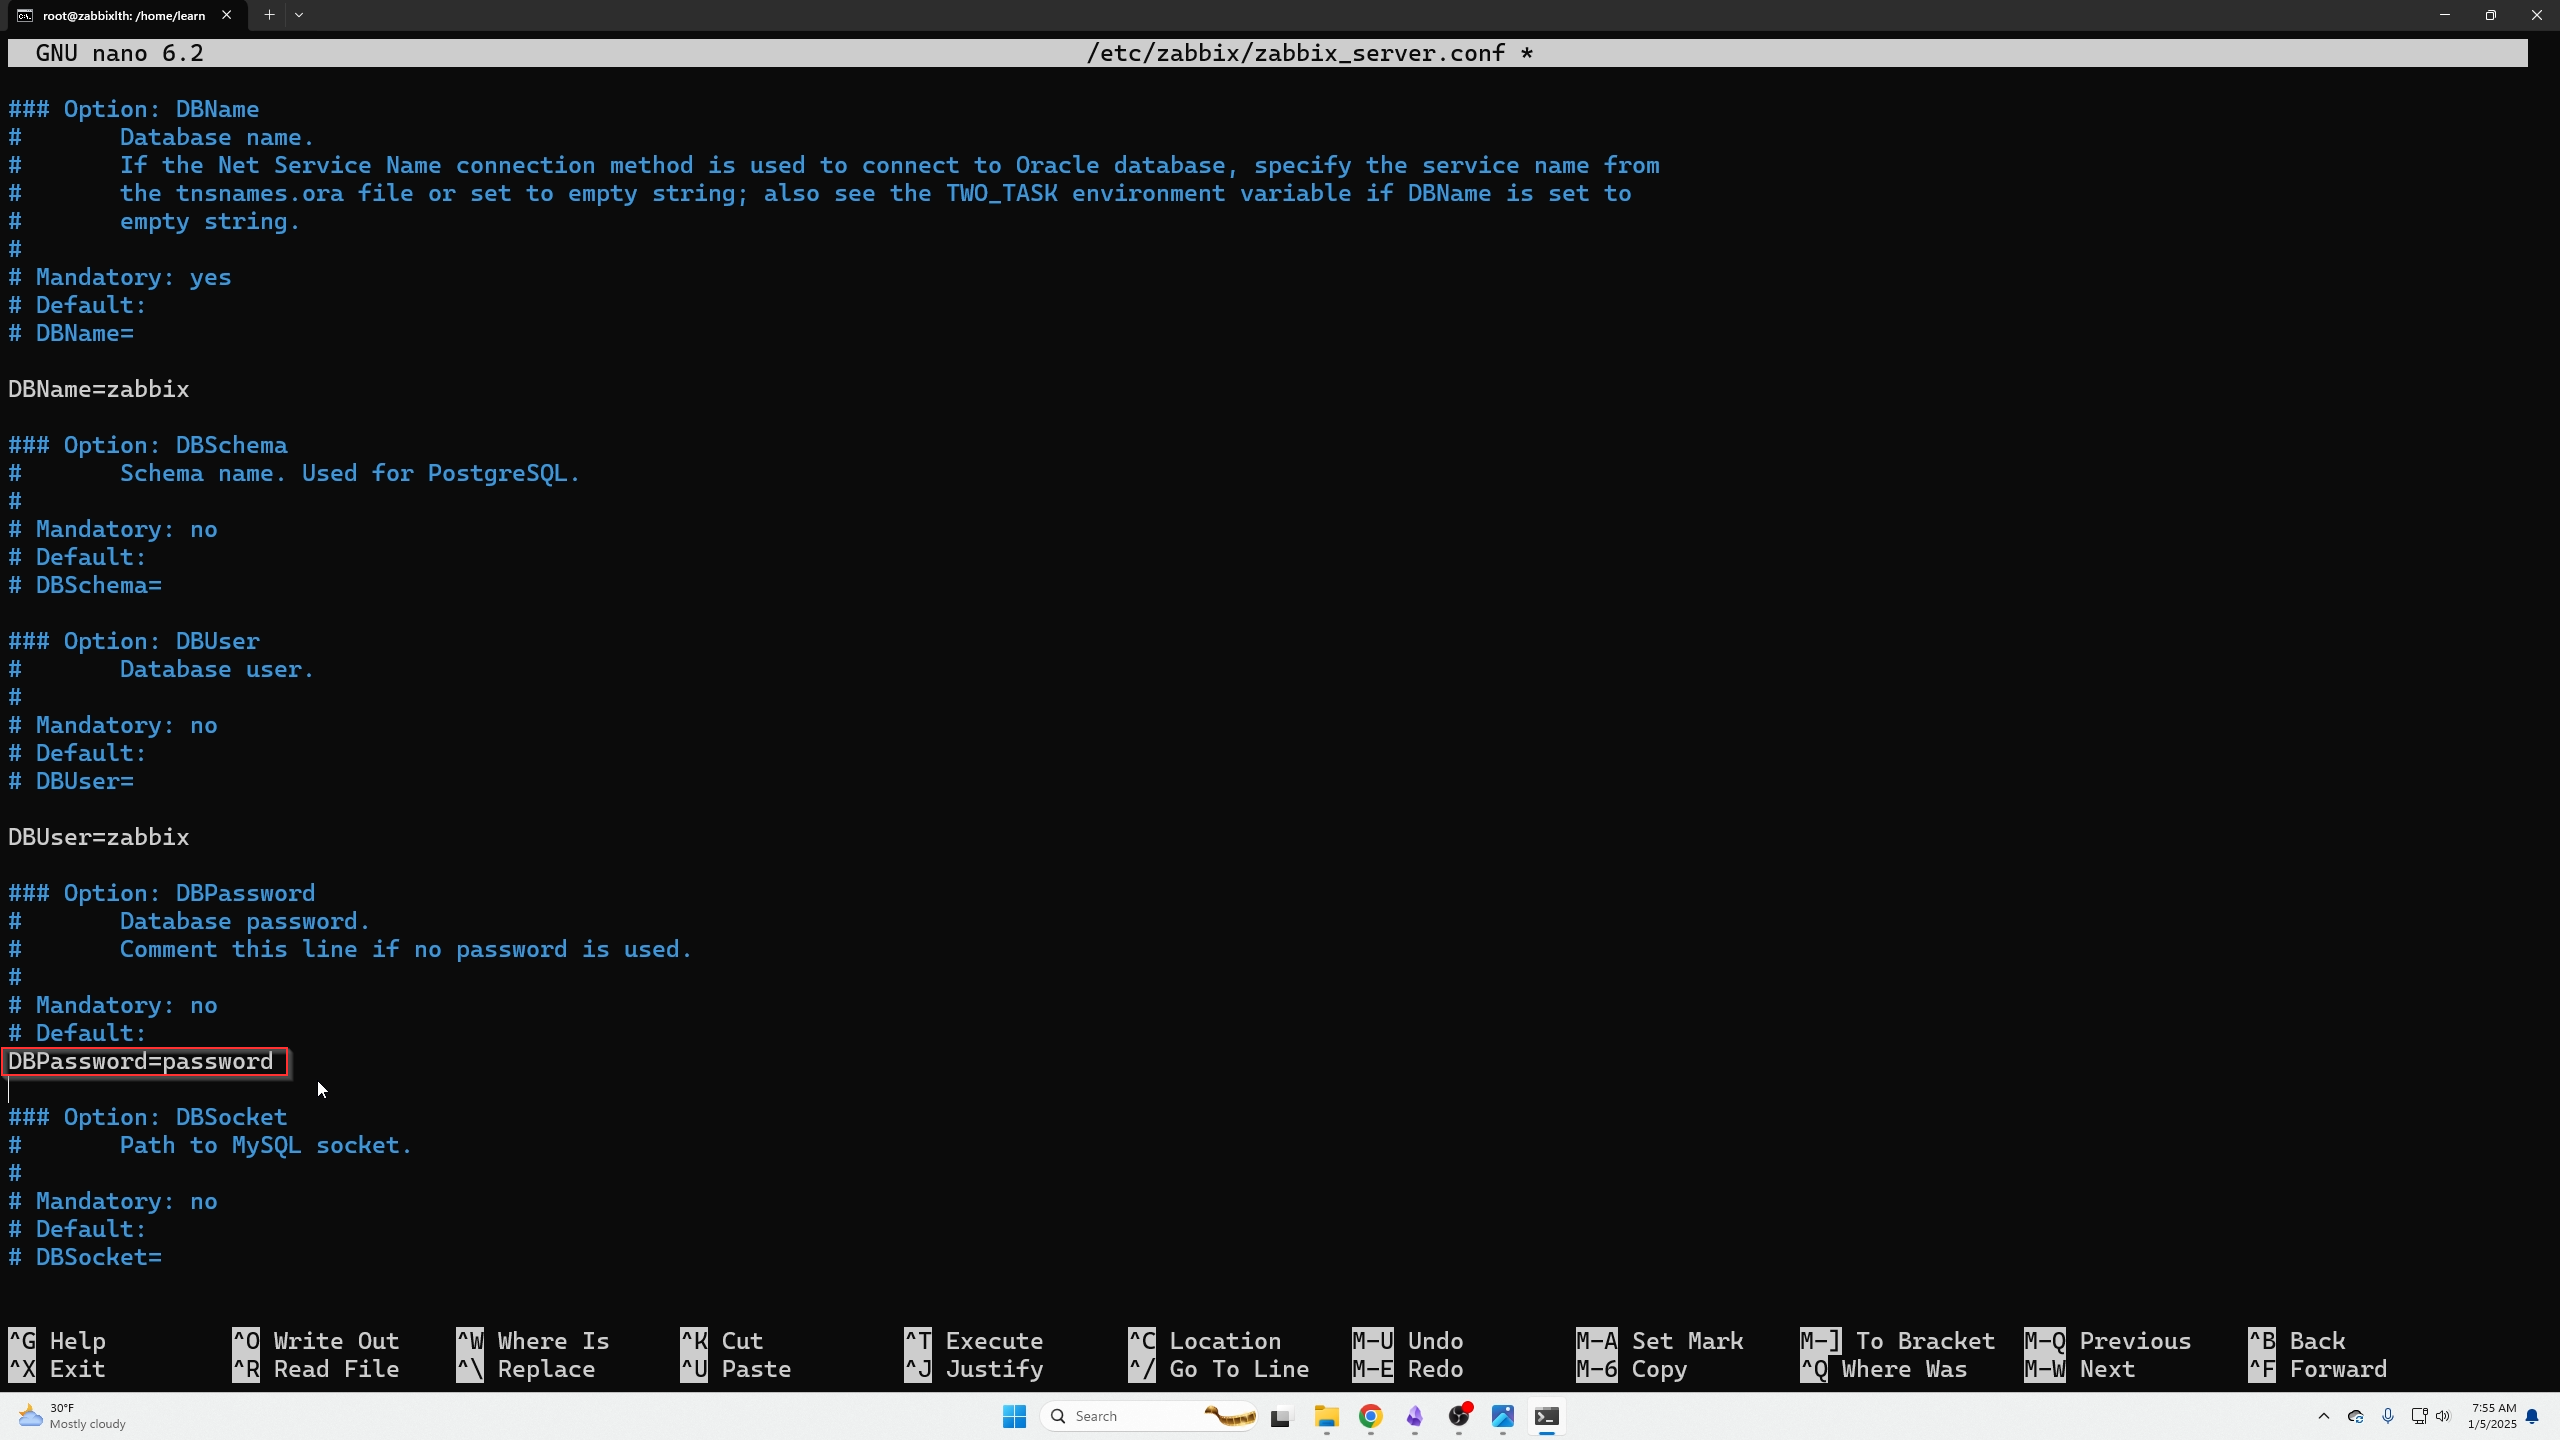 root@zabbixlth: /home/learn
GNU nano 6.2 /etc/zabbix/zabbix_server.conf *
### Option: DBName
# Database name.
# If the Net Service Name connection method is used to connect to Oracle database, specify the service name from
# the tnsnames.ora file or set to empty string; also see the TWO_TASK environment variable if DBName is set to
# empty string.
#
# Mandatory: yes
# Default:
# DBName=
DBName=zabbix
### Option: DBSchema
# Schema name. Used for PostgreSQL.
#
# Mandatory: no
# Default:
# DBSchema=
### Option: DBUser
# Database user.
#
# Mandatory: no
# Default:
# DBUser=
DBUser=zabbix
### Option: DBPassword
# Database password.
# Comment this line if no password is used.
#
# Mandatory: no
# Default:
DBPassword=password
### Option: DBSocket
# Path to MySQL socket.
#
# Mandatory: no
# Default:
# DBSocket=
^G Help ^O Write Out ^W Where Is ^K Cut ^T Execute ^C Location M-U Undo M-A Set Mark M-] To Bracket M-Q Previous ^B Back
^X Exit ^R Read File ^\ Replace ^U Paste ^J Justify ^/ Go To Line M-E Redo M-6 Copy ^Q Where Was M-W Next ^F Forward
30°F
Mostly cloudy
Search
7:55 AM
1/5/2025